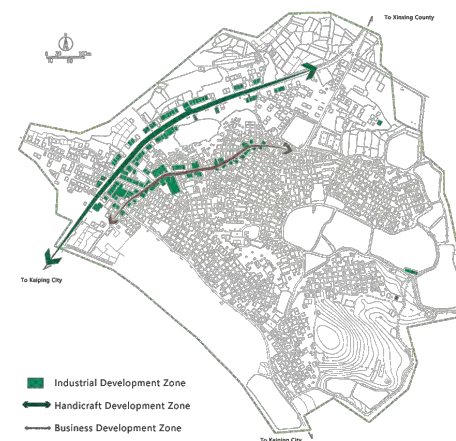 To Xinxing County
To Kaiping City
Industrial Development Zone
Handicraft Development Zone
Business Development Zone
To Kaiping City